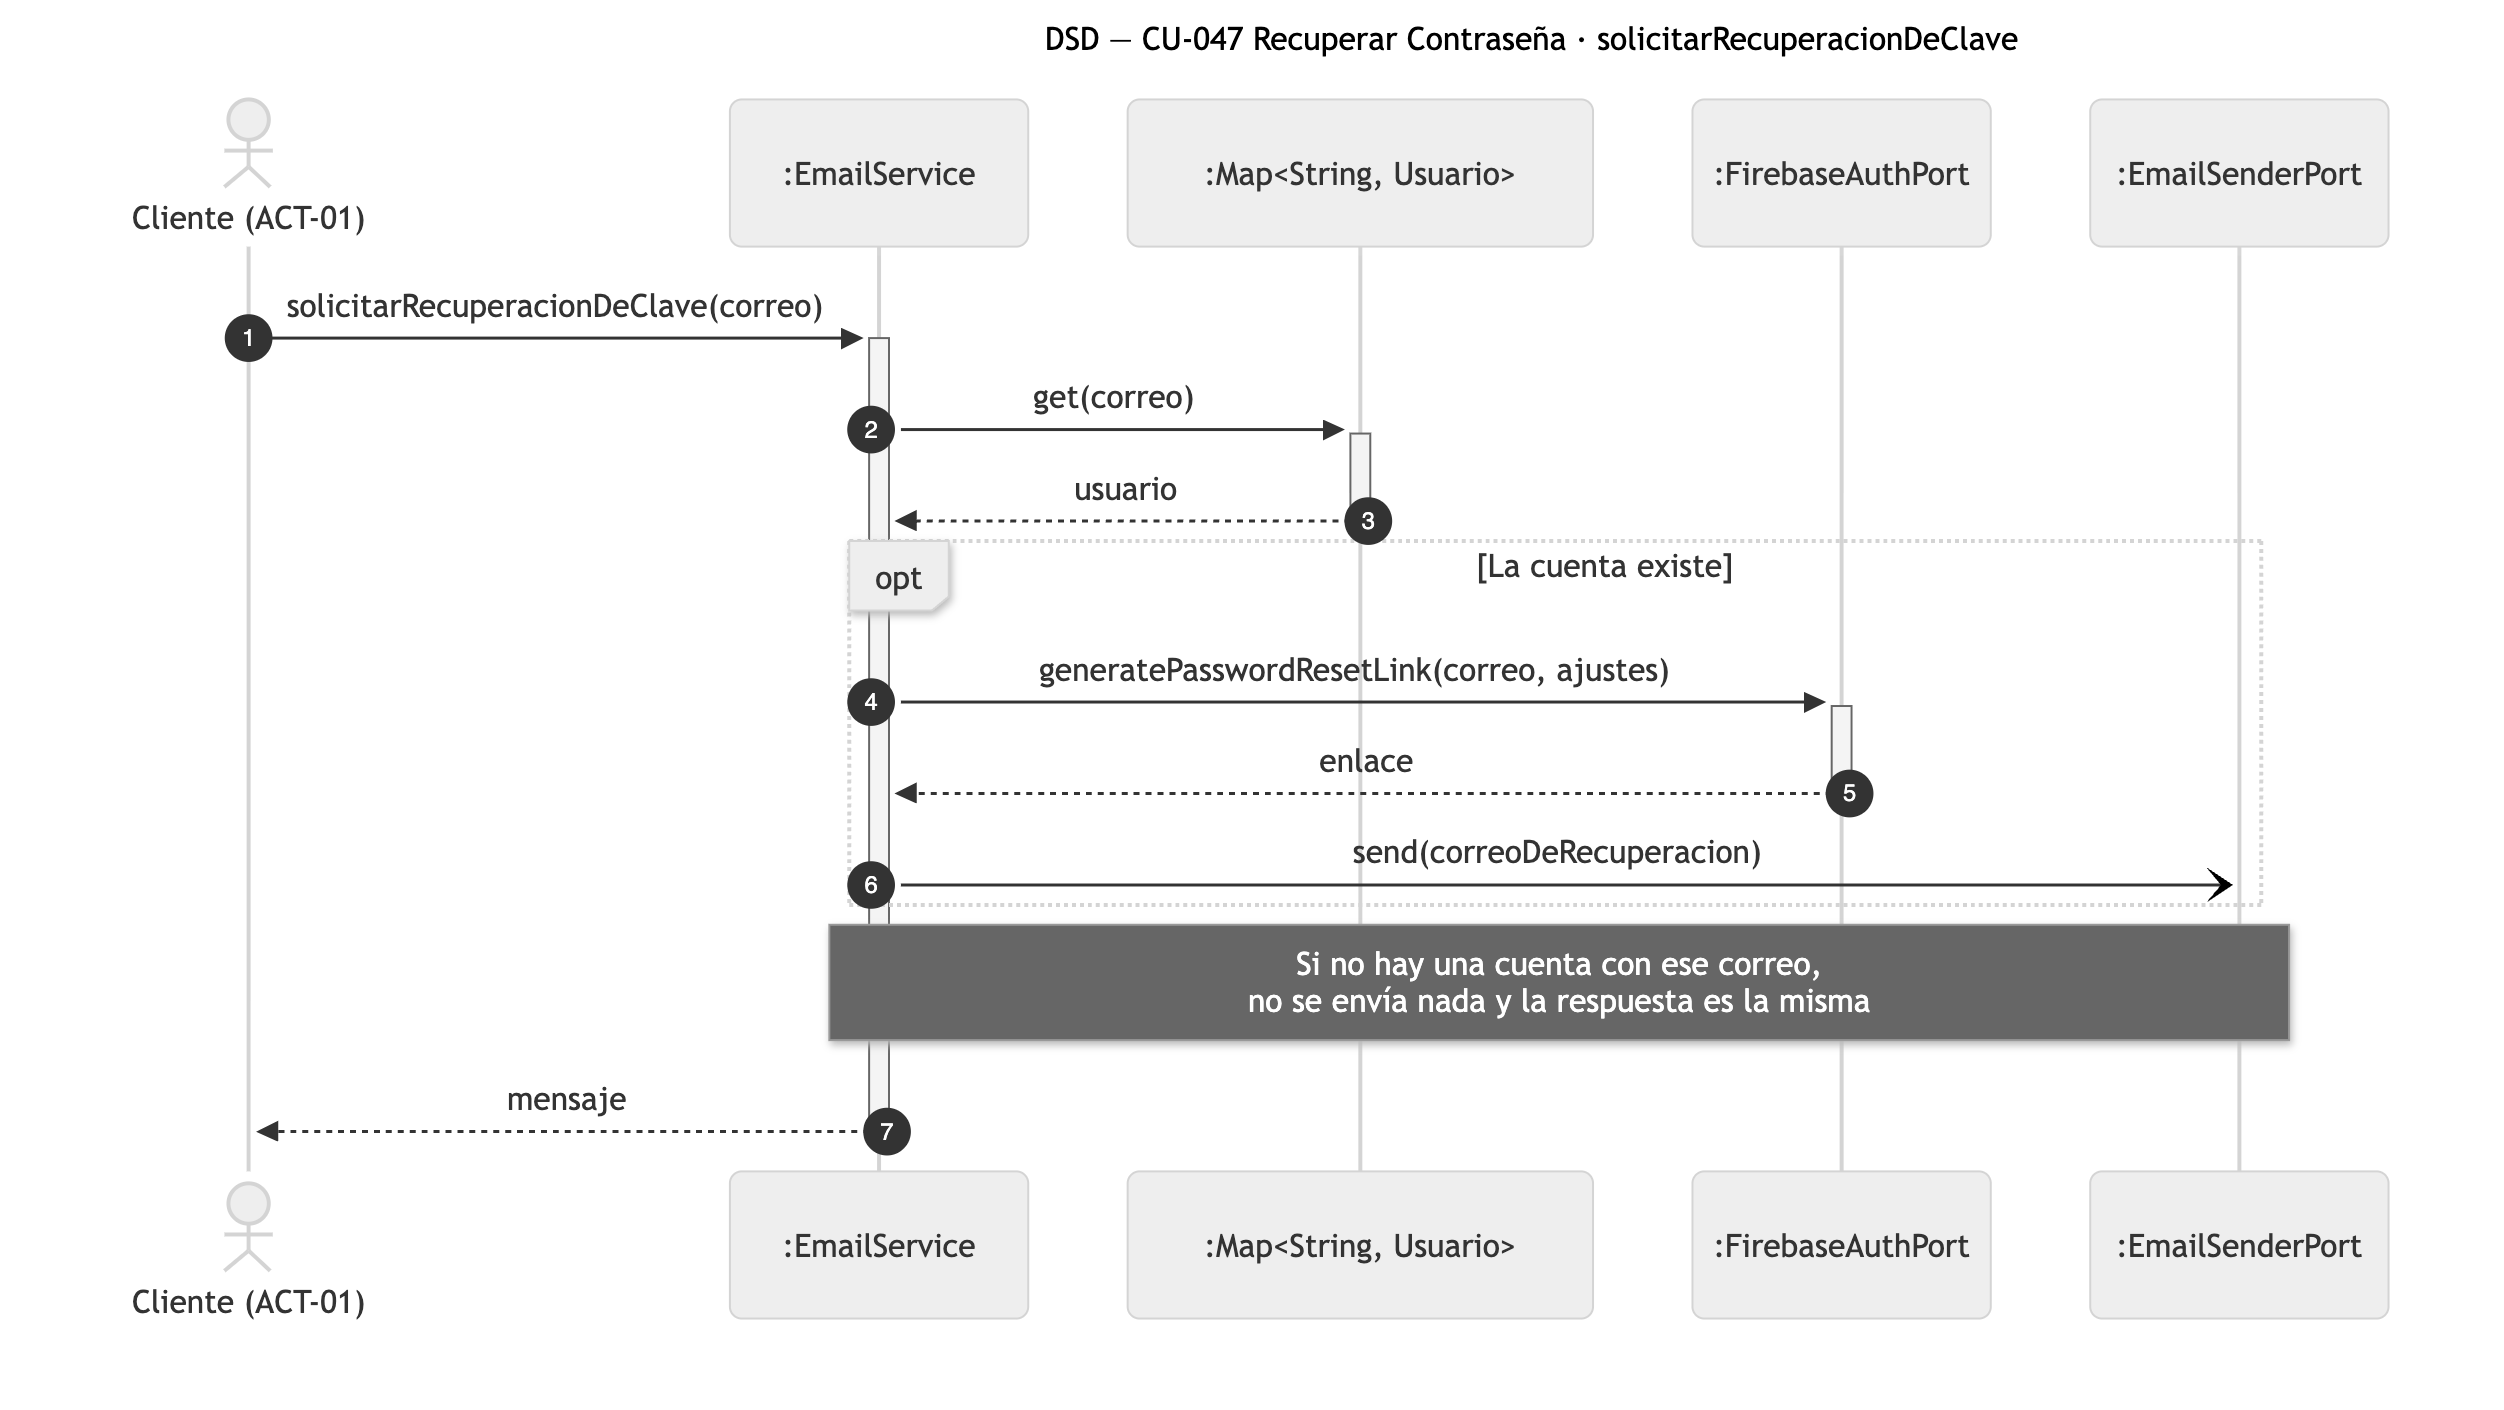 DSD — CU-047 Recuperar Contraseña · solicitarRecuperacionDeClave
Cliente (ACT-01)
:EmailService
:Map<String, Usuario>
:FirebaseAuthPort
:EmailSenderPort
solicitarRecuperacionDeClave(correo)
1
get(correo)
2
usuario
3
opt
[La cuenta existe]
generatePasswordResetLink(correo, ajustes)
4
enlace
5
send(correoDeRecuperacion)
6
Si no hay una cuenta con ese correo,
no se envía nada y la respuesta es la misma
mensaje
7
Cliente (ACT-01)
:EmailService
:Map<String, Usuario>
:FirebaseAuthPort
:EmailSenderPort